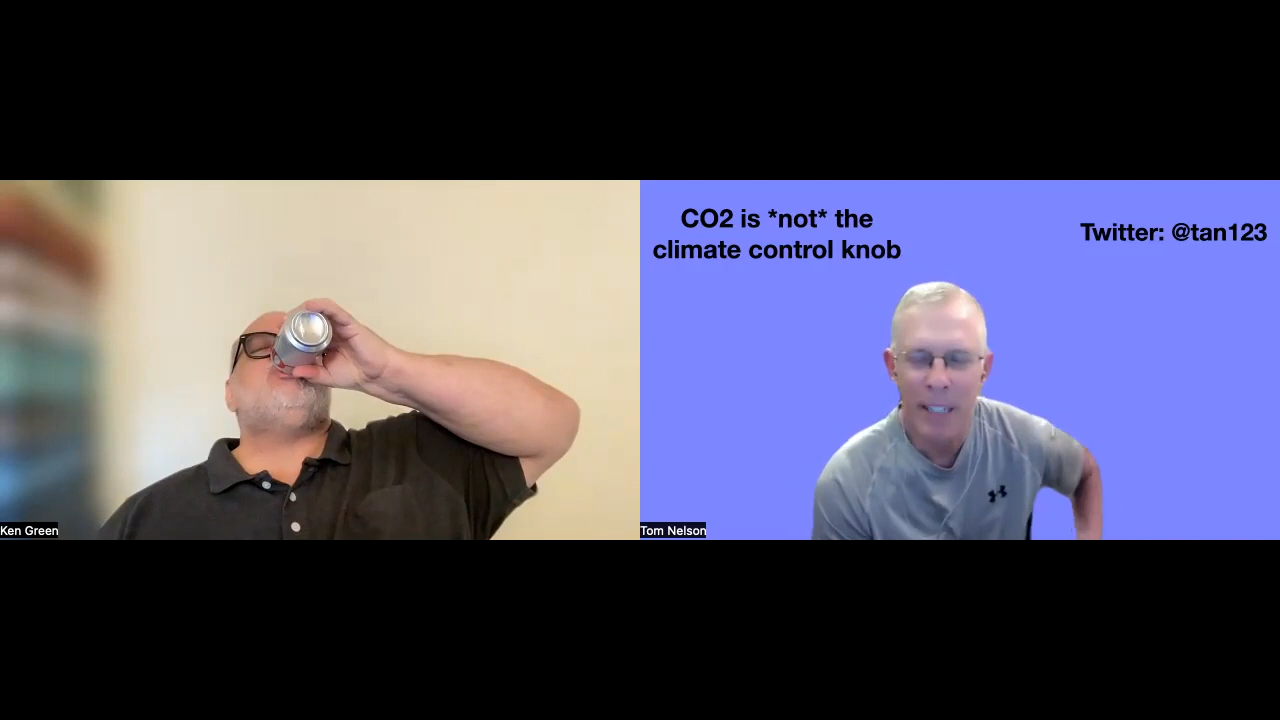 CO2 is *not* the
climate control knob
Twitter: @tan123
Ken Green
Tom Nelson